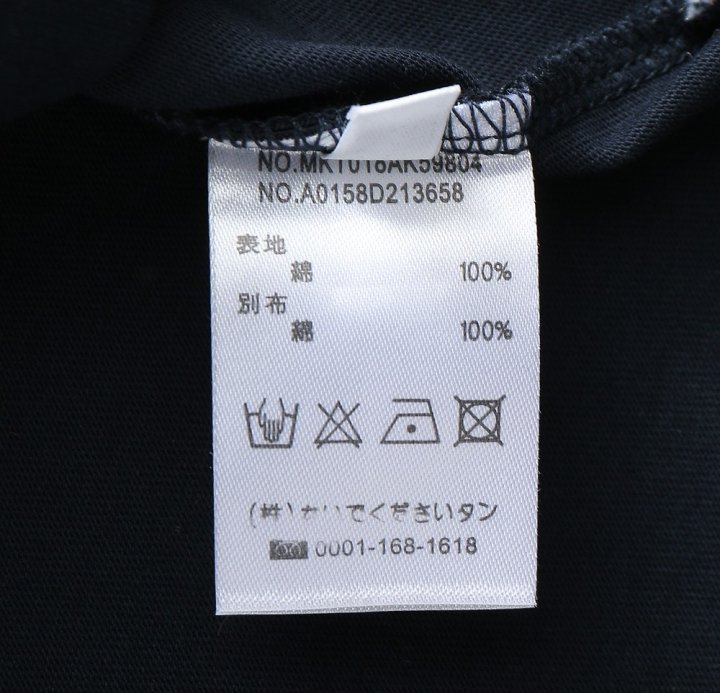 NO.MK1018AK59804
NO.A0158D213658
表地
綿 100%
別布
綿 100%
(株)ないでくださいタン
0001-168-1618